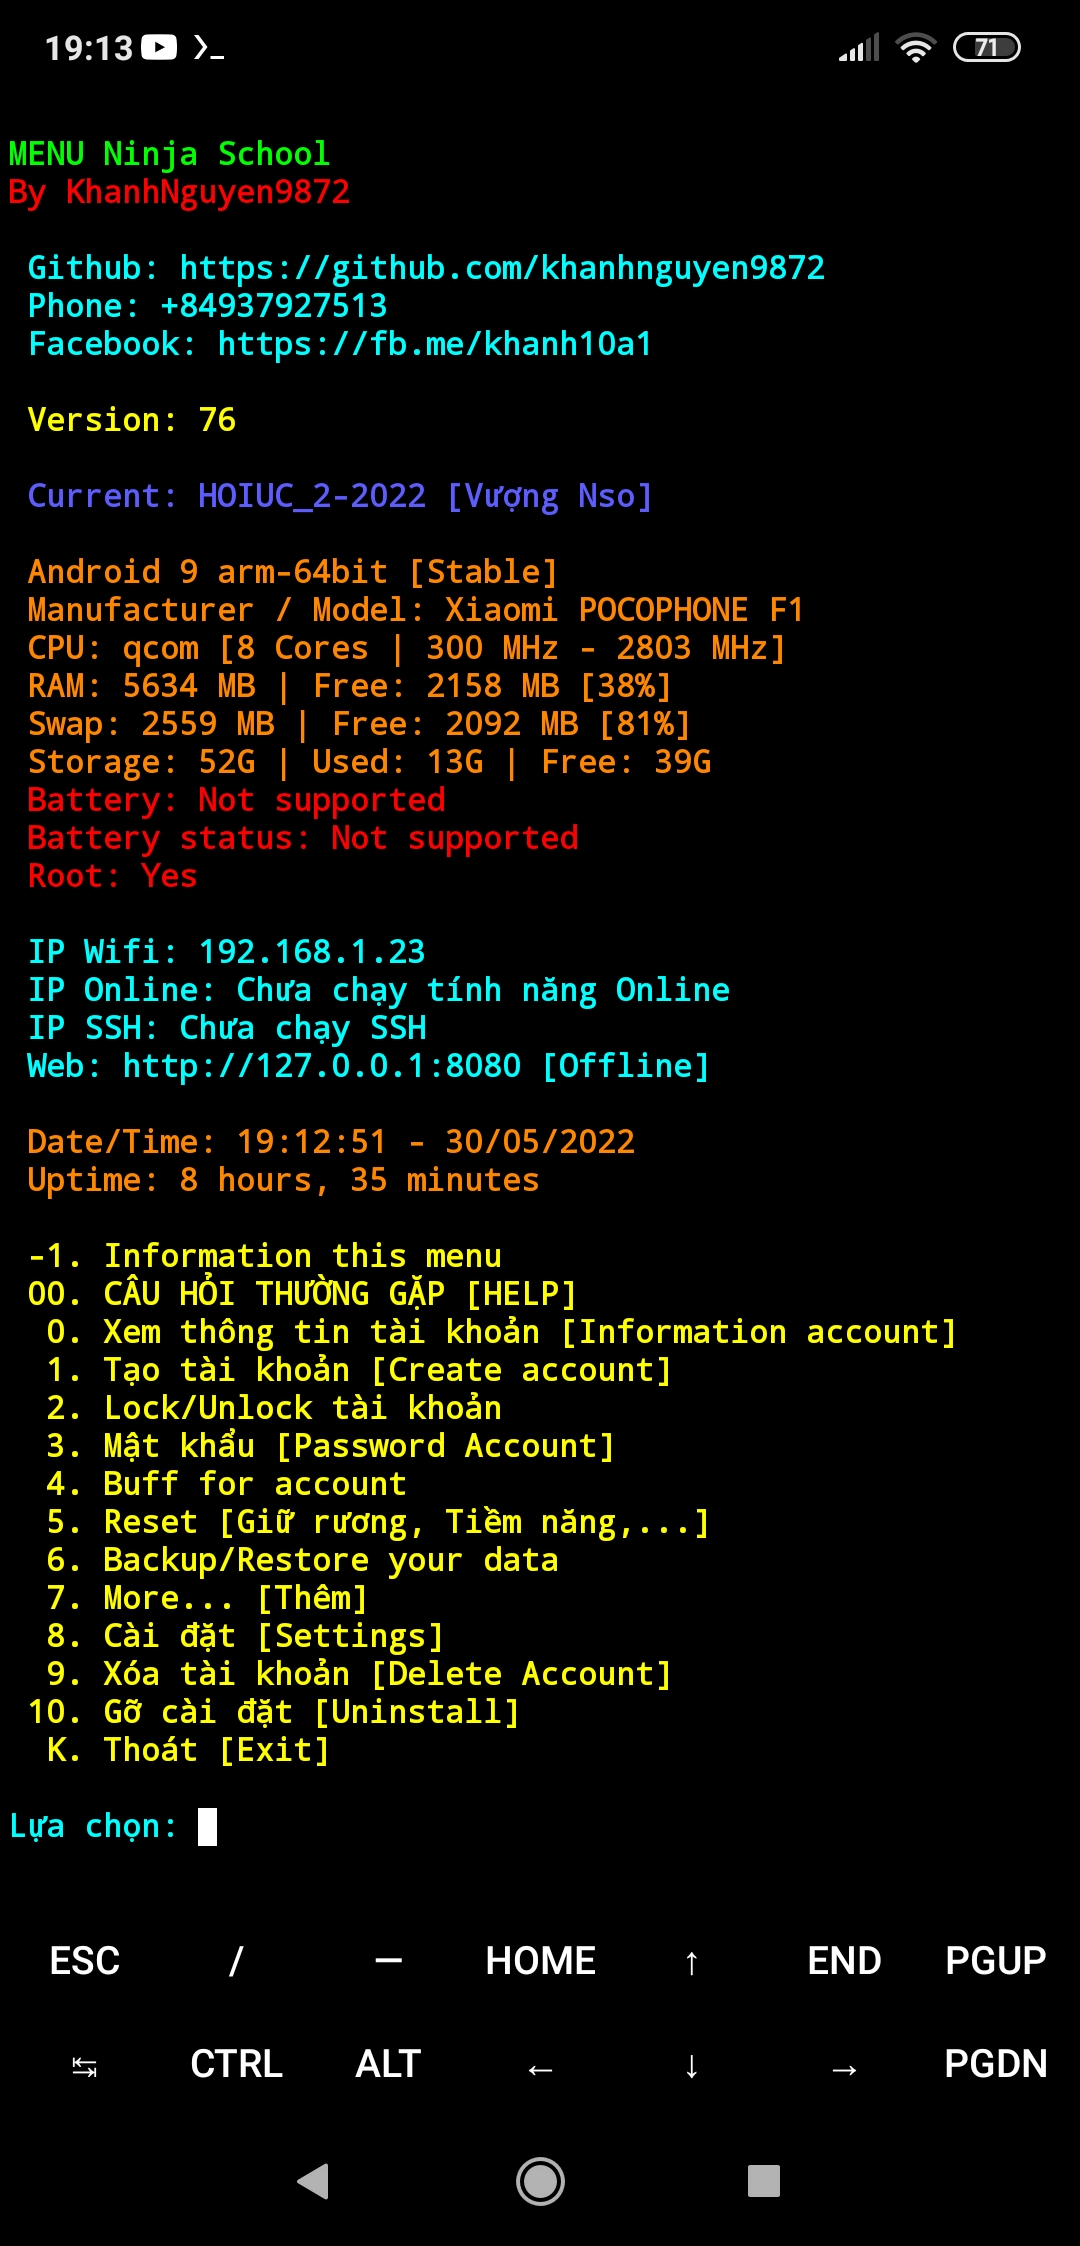 19:13
71
MENU Ninja School
By KhanhNguyen9872
Github: https://github.com/khanhnguyen9872
Phone: +84937927513
Facebook: https://fb.me/khanh10a1
Version: 76
Current: HOIUC_2-2022 [Vượng Nso]
Android 9 arm-64bit [Stable]
Manufacturer / Model: Xiaomi POCOPHONE F1
CPU: qcom [8 Cores | 300 MHz - 2803 MHz]
RAM: 5634 MB | Free: 2158 MB [38%]
Swap: 2559 MB | Free: 2092 MB [81%]
Storage: 52G | Used: 13G | Free: 39G
Battery: Not supported
Battery status: Not supported
Root: Yes
IP Wifi: 192.168.1.23
IP Online: Chưa chạy tính năng Online
IP SSH: Chưa chạy SSH
Web: http://127.0.0.1:8080 [Offline]
Date/Time: 19:12:51 - 30/05/2022
Uptime: 8 hours, 35 minutes
-1. Information this menu
00. CÂU HỎI THƯỜNG GẶP [HELP]
0. Xem thông tin tài khoản [Information account]
1. Tạo tài khoản [Create account]
2. Lock/Unlock tài khoản
3. Mật khẩu [Password Account]
4. Buff for account
5. Reset [Giữ rương, Tiềm năng,...]
6. Backup/Restore your data
7. More... [Thêm]
8. Cài đặt [Settings]
9. Xóa tài khoản [Delete Account]
10. Gỡ cài đặt [Uninstall]
K. Thoát [Exit]
Lựa chọn:
ESC / — HOME ↑ END PGUP
↹ CTRL ALT ← ↓ → PGDN